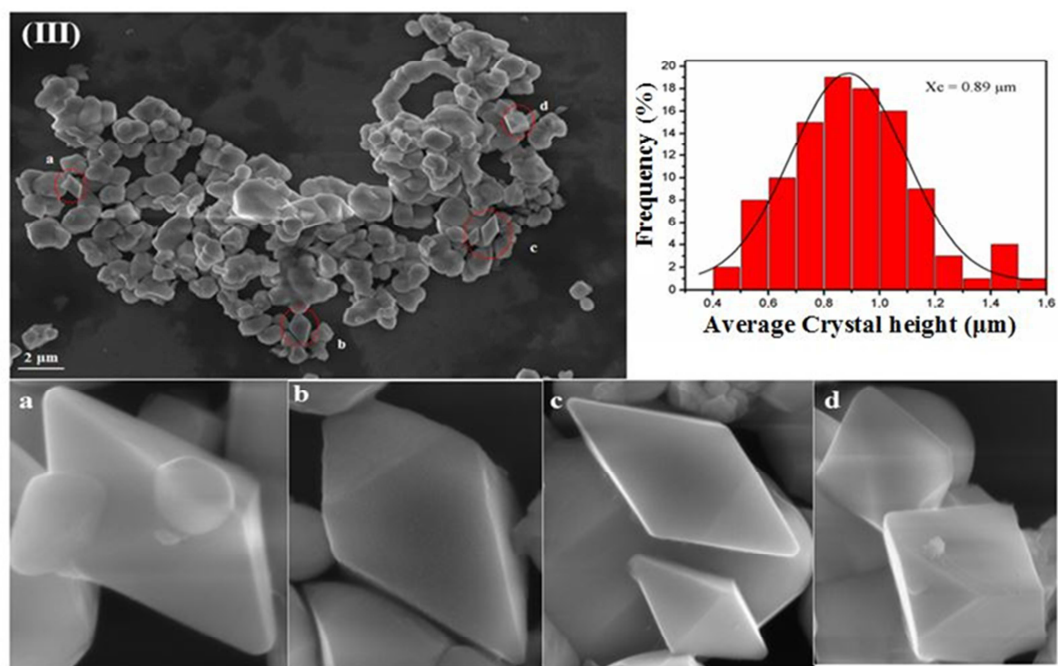 (III)
a
b
c
d
2 µm
Frequency (%)
20
18
16
14
12
10
8
6
4
2
0
Xc = 0.89 µm
0,4 0,6 0,8 1,0 1,2 1,4 1,6
Average Crystal height (µm)
a b c d